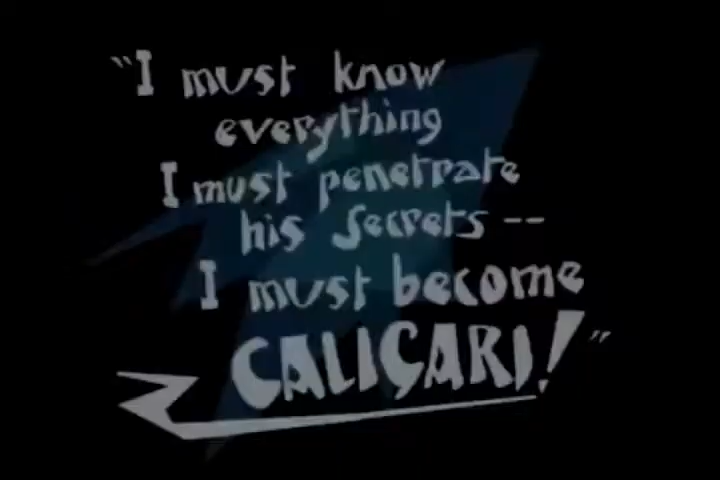 "I must know
everything
I must penetrate
his secrets --
I must become
CALIGARI!"